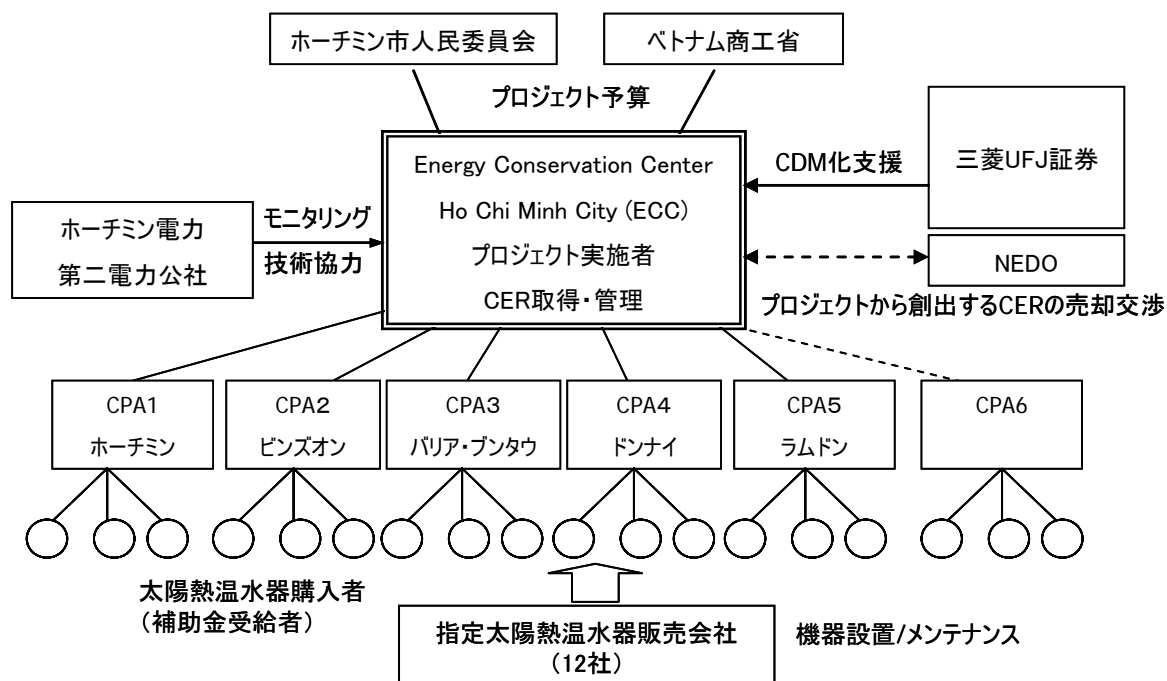 ホーチミン市人民委員会
ベトナム商工省
プロジェクト予算
Energy Conservation Center
Ho Chi Minh City (ECC)
プロジェクト実施者
CER取得・管理
CDM化支援
三菱UFJ証券
ホーチミン電力
第二電力公社
モニタリング
技術協力
NEDO
プロジェクトから創出するCERの売却交渉
CPA1
ホーチミン
CPA2
ビンズオン
CPA3
バリア・ブンタウ
CPA4
ドンナイ
CPA5
ラムドン
CPA6
太陽熱温水器購入者
（補助金受給者）
指定太陽熱温水器販売会社
（12社）
機器設置/メンテナンス